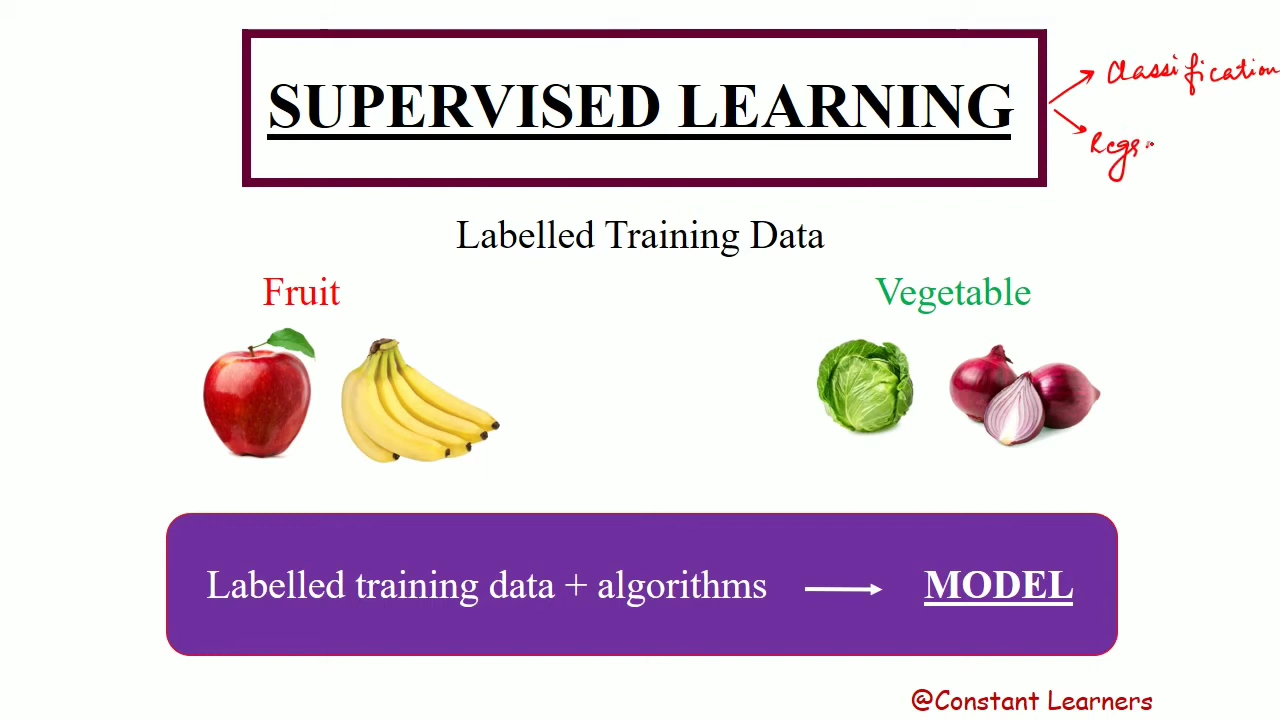 SUPERVISED LEARNING
Classification
Regr
Labelled Training Data
Fruit
Vegetable
Labelled training data + algorithms
MODEL
@Constant Learners